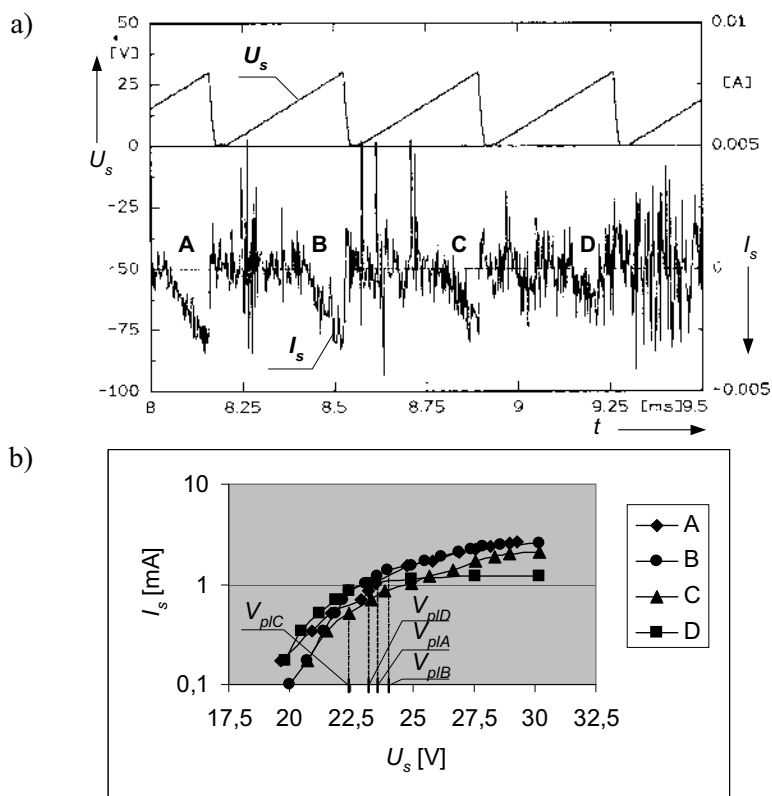 a)
50
[V]
25
0
-25
-50
-75
-100
U_s
U_s
0.01
[A]
0.005
0
-0.005
I_s
A
B
C
D
I_s
8
8.25
8.5
8.75
9
9.25
[ms]9.5
t
b)
I_s [mA]
10
1
0,1
V_plC
V_plD
V_plA
V_plB
17,5
20
22,5
25
27,5
30
32,5
U_s [V]
A
B
C
D